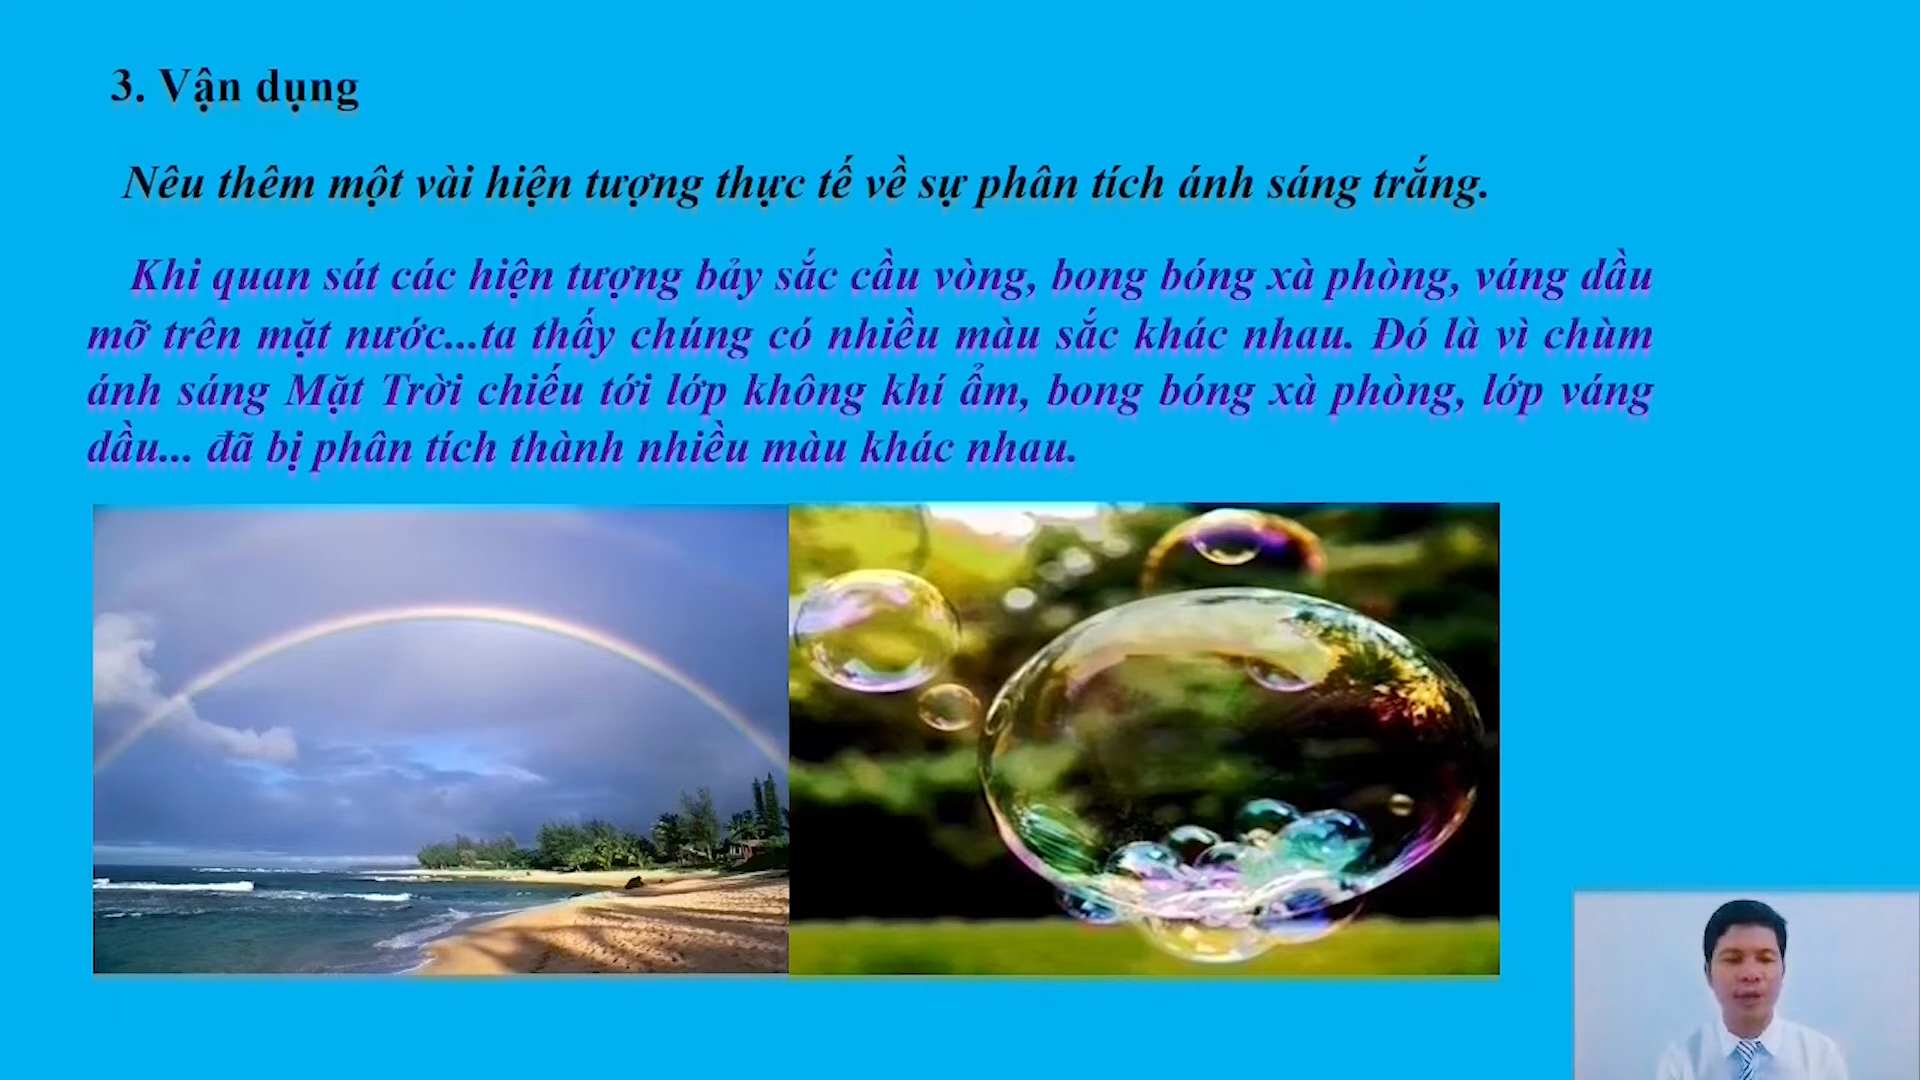 3. Vận dụng
Nêu thêm một vài hiện tượng thực tế về sự phân tích ánh sáng trắng.
Khi quan sát các hiện tượng bảy sắc cầu vòng, bong bóng xà phòng, váng dầu
mỡ trên mặt nước...ta thấy chúng có nhiều màu sắc khác nhau. Đó là vì chùm
ánh sáng Mặt Trời chiếu tới lớp không khí ẩm, bong bóng xà phòng, lớp váng
dầu... đã bị phân tích thành nhiều màu khác nhau.